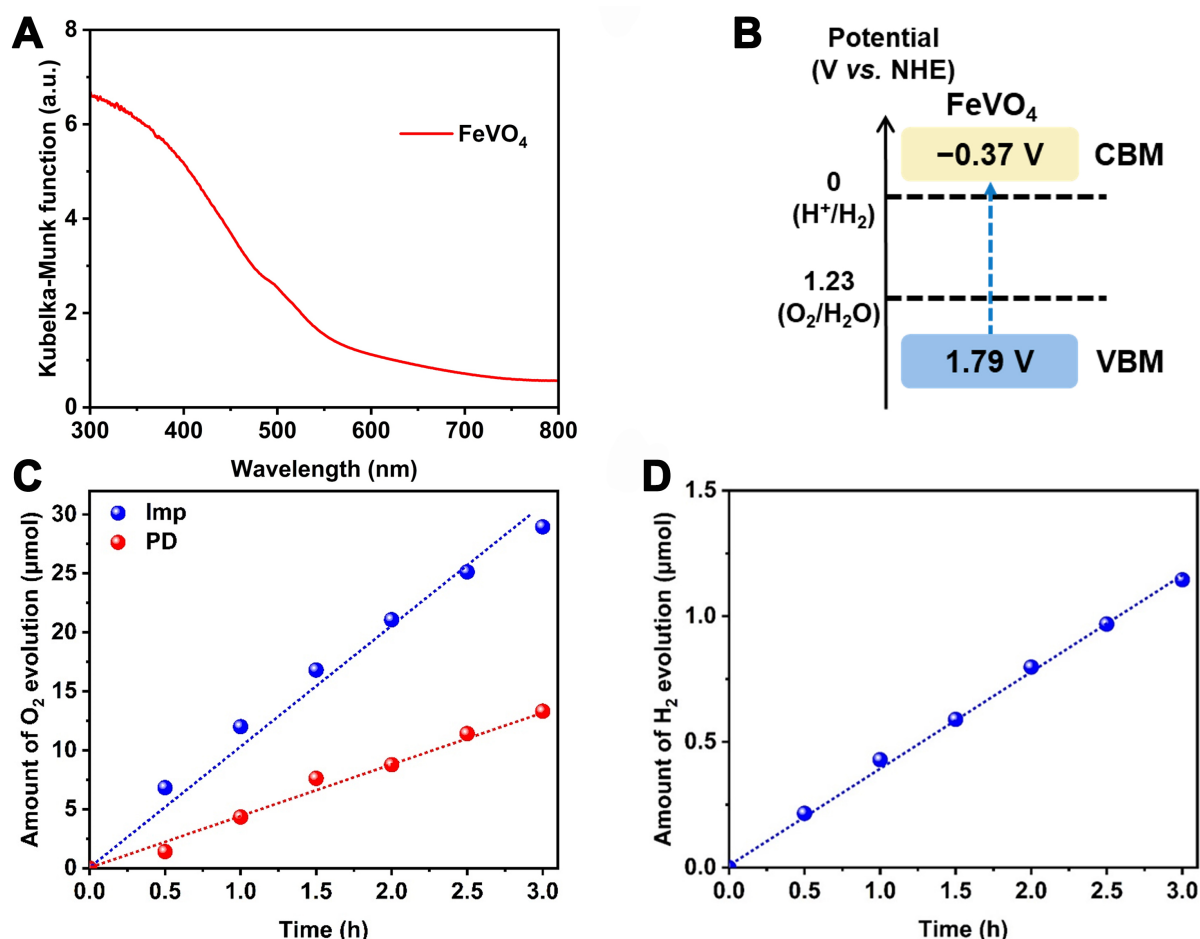 A
Kubelka-Munk function (a.u.)
8
6
4
2
0
FeVO₄
300 400 500 600 700 800
Wavelength (nm)
B
Potential
(V vs. NHE)
FeVO₄
−0.37 V CBM
0
(H⁺/H₂)
1.23
(O₂/H₂O)
1.79 V VBM
C
Amount of O₂ evolution (μmol)
30
25
20
15
10
5
0
Imp
PD
0.0 0.5 1.0 1.5 2.0 2.5 3.0
Time (h)
D
Amount of H₂ evolution (μmol)
1.5
1.0
0.5
0.0
0.0 0.5 1.0 1.5 2.0 2.5 3.0
Time (h)